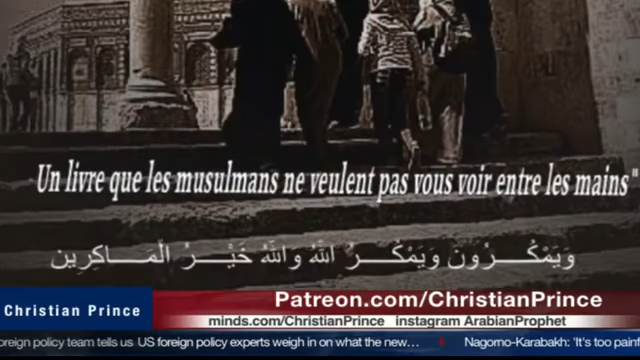 Un livre que les musulmans ne veulent pas vous voir entre les mains"
وَيَمْكُرُونَ وَيَمْكُرُ اللَّهُ وَاللَّهُ خَيْرُ الْمَاكِرِينَ
Christian Prince
Patreon.com/ChristianPrince
minds.com/ChristianPrince instagram ArabianProphet
oreign policy team tells us US foreign policy experts weigh in on what the new… Nagorno-Karabakh: 'It's too pain